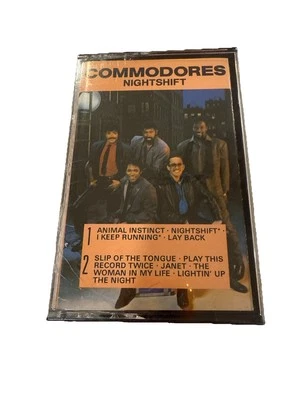 COMMODORES
NIGHTSHIFT
1 ANIMAL INSTINCT · NIGHTSHIFT* ·
I KEEP RUNNING* · LAY BACK
2 SLIP OF THE TONGUE · PLAY THIS
RECORD TWICE · JANET · THE
WOMAN IN MY LIFE · LIGHTIN' UP
THE NIGHT